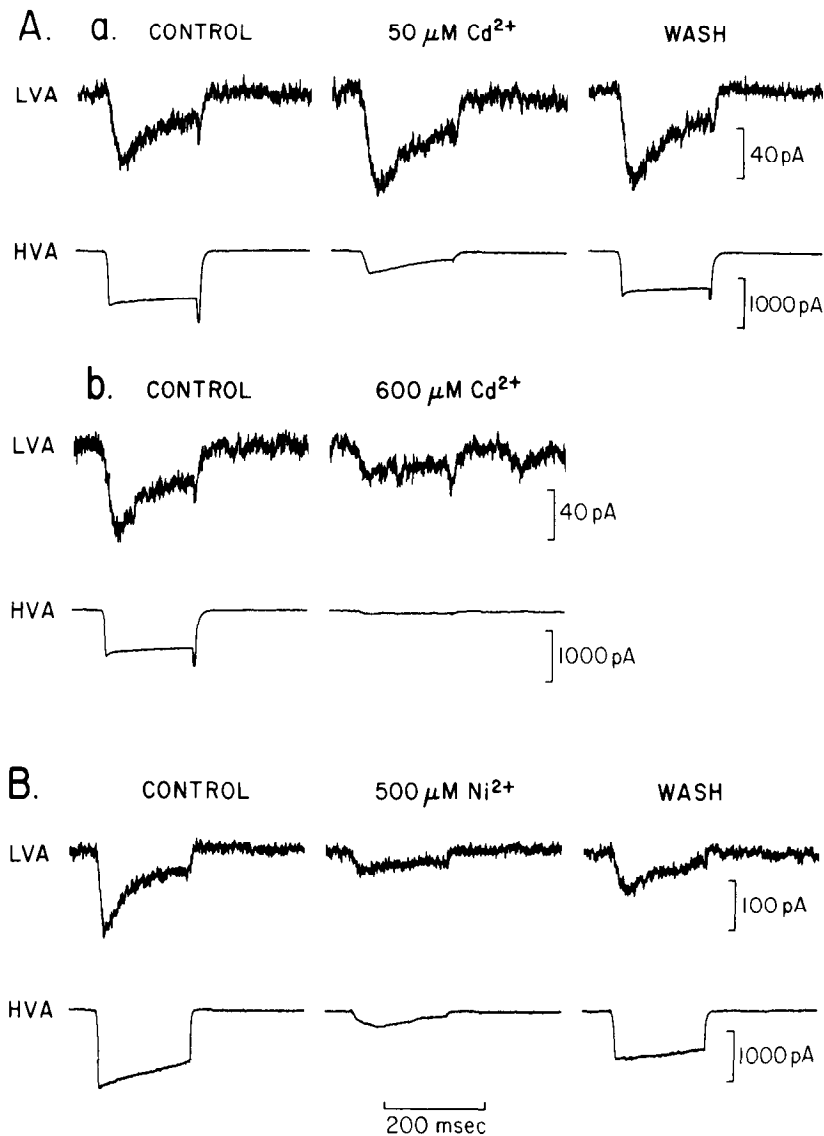 A. a. CONTROL 50 μM Cd²⁺ WASH
LVA
40 pA
HVA
1000 pA
b. CONTROL 600 μM Cd²⁺
LVA
40 pA
HVA
1000 pA
B. CONTROL 500 μM Ni²⁺ WASH
LVA
100 pA
HVA
1000 pA
200 msec